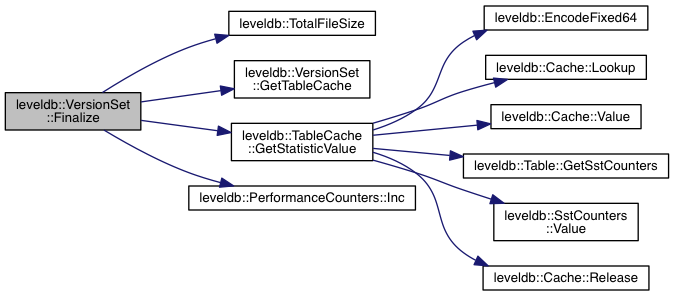 leveldb::VersionSet
::Finalize
leveldb::TotalFileSize
leveldb::VersionSet
::GetTableCache
leveldb::TableCache
::GetStatisticValue
leveldb::PerformanceCounters::Inc
leveldb::EncodeFixed64
leveldb::Cache::Lookup
leveldb::Cache::Value
leveldb::Table::GetSstCounters
leveldb::SstCounters
::Value
leveldb::Cache::Release